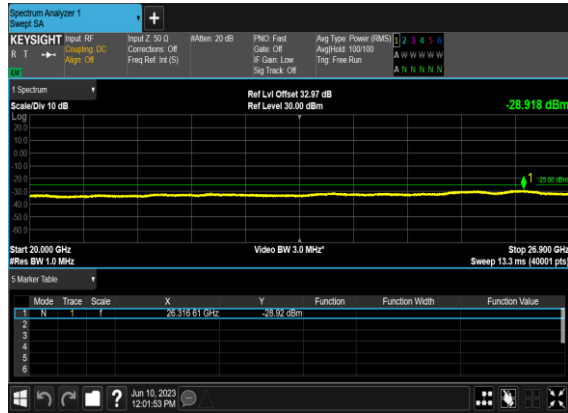 Spectrum Analyzer 1
Swept SA
KEYSIGHT Input: RF Input Z: 50 Ω #Atten: 20 dB PNO: Fast Avg Type: Power (RMS) 1 2 3 4 5 6
R T Coupling: DC Corrections: Off Gate: Off Avg|Hold: 100/100 A W W W W W
Align: Off Freq Ref: Int (S) IF Gain: Low Trig: Free Run
Sig Track: Off A N N N N N
1 Spectrum
Ref Lvl Offset 32.97 dB
Scale/Div 10 dB Ref Level 30.00 dBm -28.918 dBm
Log
20.0
10.0
0.00
-10.0
-20.0 1 -25.00 dBm
-30.0
-40.0
-50.0
-60.0
Start 20.000 GHz Video BW 3.0 MHz* Stop 26.900 GHz
#Res BW 1.0 MHz Sweep 13.3 ms (40001 pts)
5 Marker Table
Mode Trace Scale X Y Function Function Width Function Value
1 N 1 f 26.316 61 GHz -28.92 dBm
2
3
4
5
6
? Jun 10, 2023
12:01:53 PM